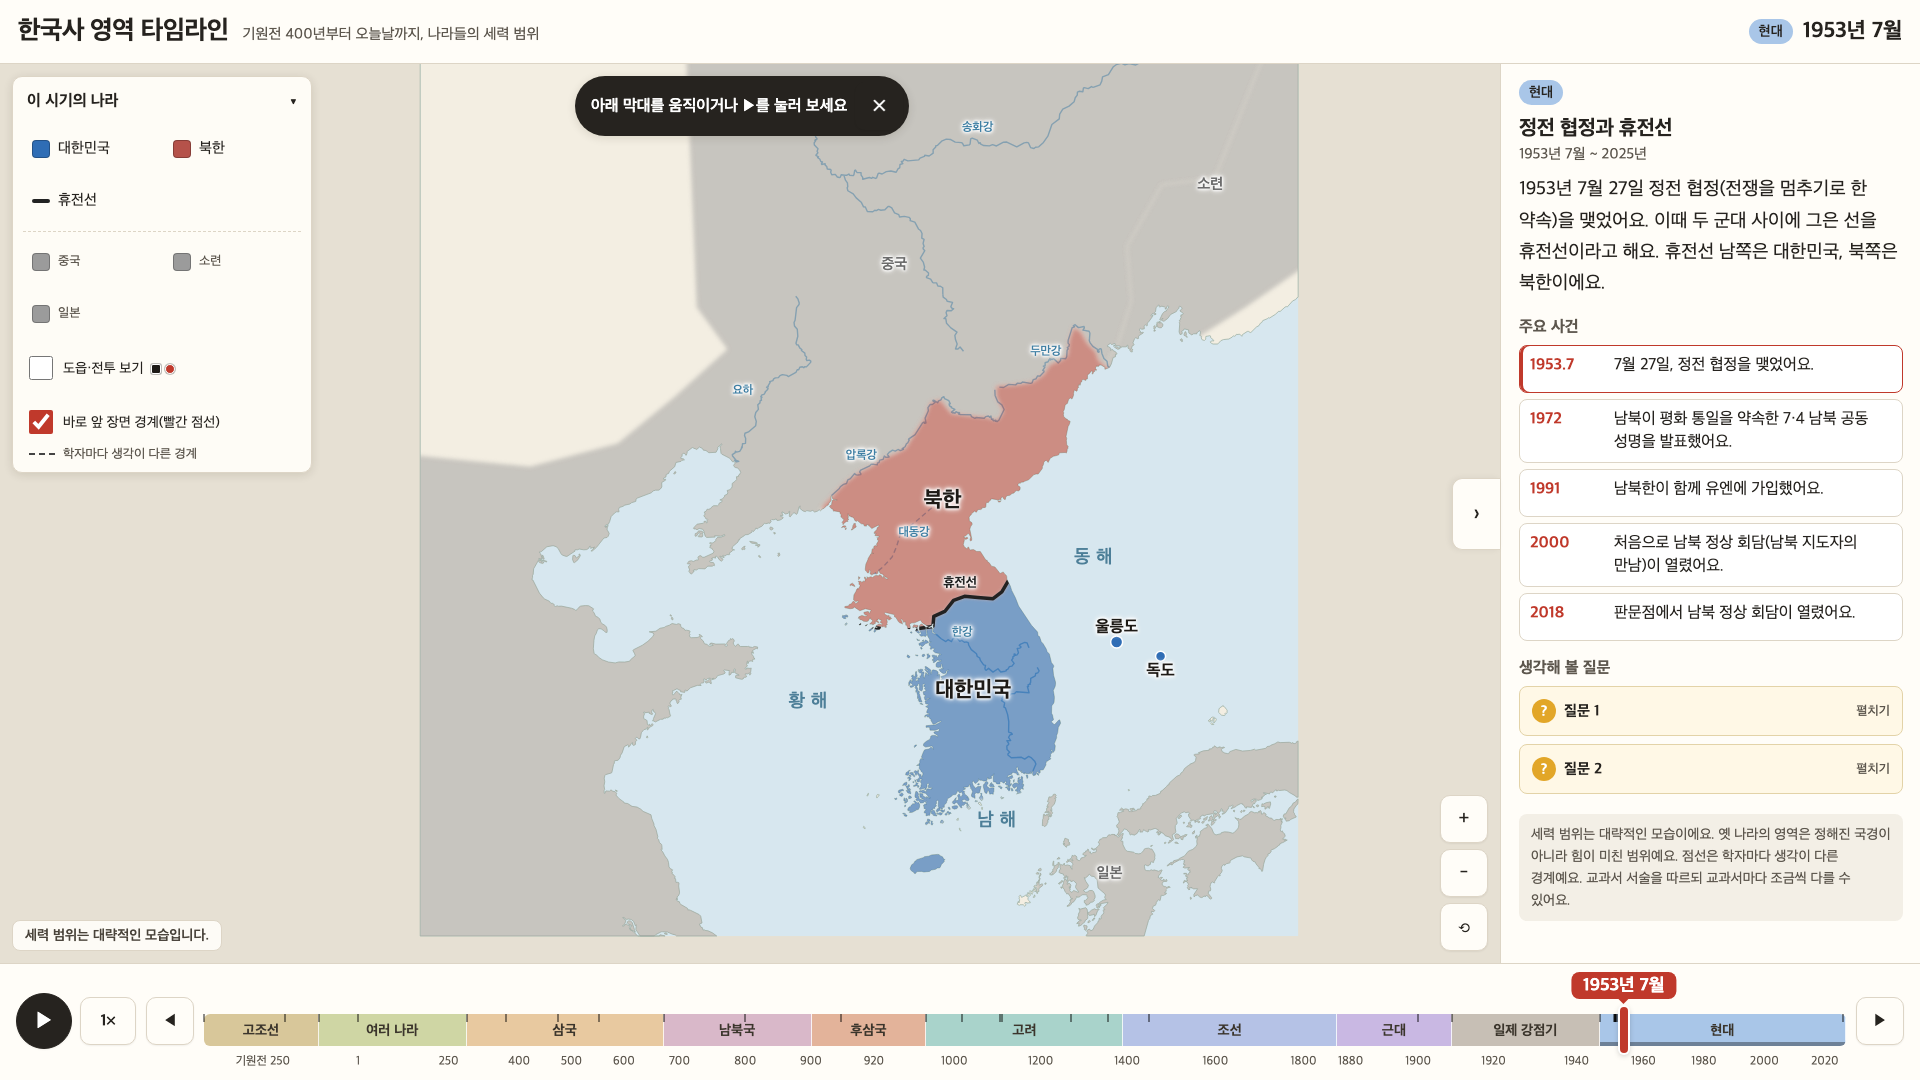 한국사 영역 타임라인
기원전 400년부터 오늘날까지, 나라들의 세력 범위
현대
1953년 7월
이 시기의 나라
▼
대한민국
북한
휴전선
중국
소련
일본
도읍·전투 보기
바로 앞 장면 경계(빨간 점선)
학자마다 생각이 다른 경계
아래 막대를 움직이거나 ▶를 눌러 보세요 ✕
송화강
소련
중국
두만강
요하
압록강
북한
대동강
동 해
휴전선
울릉도
한강
독도
대한민국
황 해
남 해
일본
세력 범위는 대략적인 모습입니다.
›
+
−
⟲
현대
정전 협정과 휴전선
1953년 7월 ~ 2025년
1953년 7월 27일 정전 협정(전쟁을 멈추기로 한
약속)을 맺었어요. 이때 두 군대 사이에 그은 선을
휴전선이라고 해요. 휴전선 남쪽은 대한민국, 북쪽은
북한이에요.
주요 사건
1953.7 7월 27일, 정전 협정을 맺었어요.
1972 남북이 평화 통일을 약속한 7·4 남북 공동
성명을 발표했어요.
1991 남북한이 함께 유엔에 가입했어요.
2000 처음으로 남북 정상 회담(남북 지도자의
만남)이 열렸어요.
2018 판문점에서 남북 정상 회담이 열렸어요.
생각해 볼 질문
? 질문 1 펼치기
? 질문 2 펼치기
세력 범위는 대략적인 모습이에요. 옛 나라의 영역은 정해진 국경이
아니라 힘이 미친 범위예요. 점선은 학자마다 생각이 다른
경계예요. 교과서 서술을 따르되 교과서마다 조금씩 다를 수
있어요.
1953년 7월
▶ 1× ◀
고조선 여러 나라 삼국 남북국 후삼국 고려 조선 근대 일제 강점기 현대
▶
기원전 250 1 250 400 500 600 700 800 900 920 1000 1200 1400 1600 1800 1880 1900 1920 1940 1960 1980 2000 2020